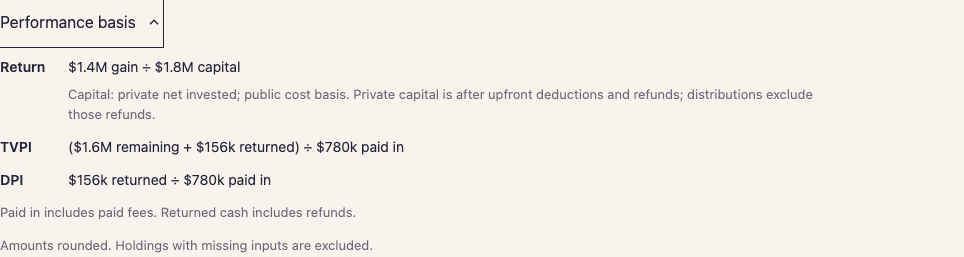 Performance basis
Return $1.4M gain ÷ $1.8M capital
Capital: private net invested; public cost basis. Private capital is after upfront deductions and refunds; distributions exclude
those refunds.
TVPI ($1.6M remaining + $156k returned) ÷ $780k paid in
DPI $156k returned ÷ $780k paid in
Paid in includes paid fees. Returned cash includes refunds.
Amounts rounded. Holdings with missing inputs are excluded.